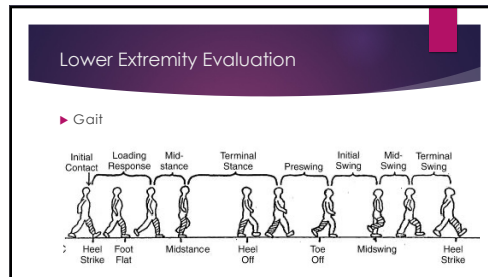 Lower Extremity Evaluation
Gait
Initial Contact
Loading Response
Mid-stance
Terminal Stance
Preswing
Initial Swing
Mid-Swing
Terminal Swing
C
Heel Strike
Foot Flat
Midstance
Heel Off
Toe Off
Midswing
Heel Strike